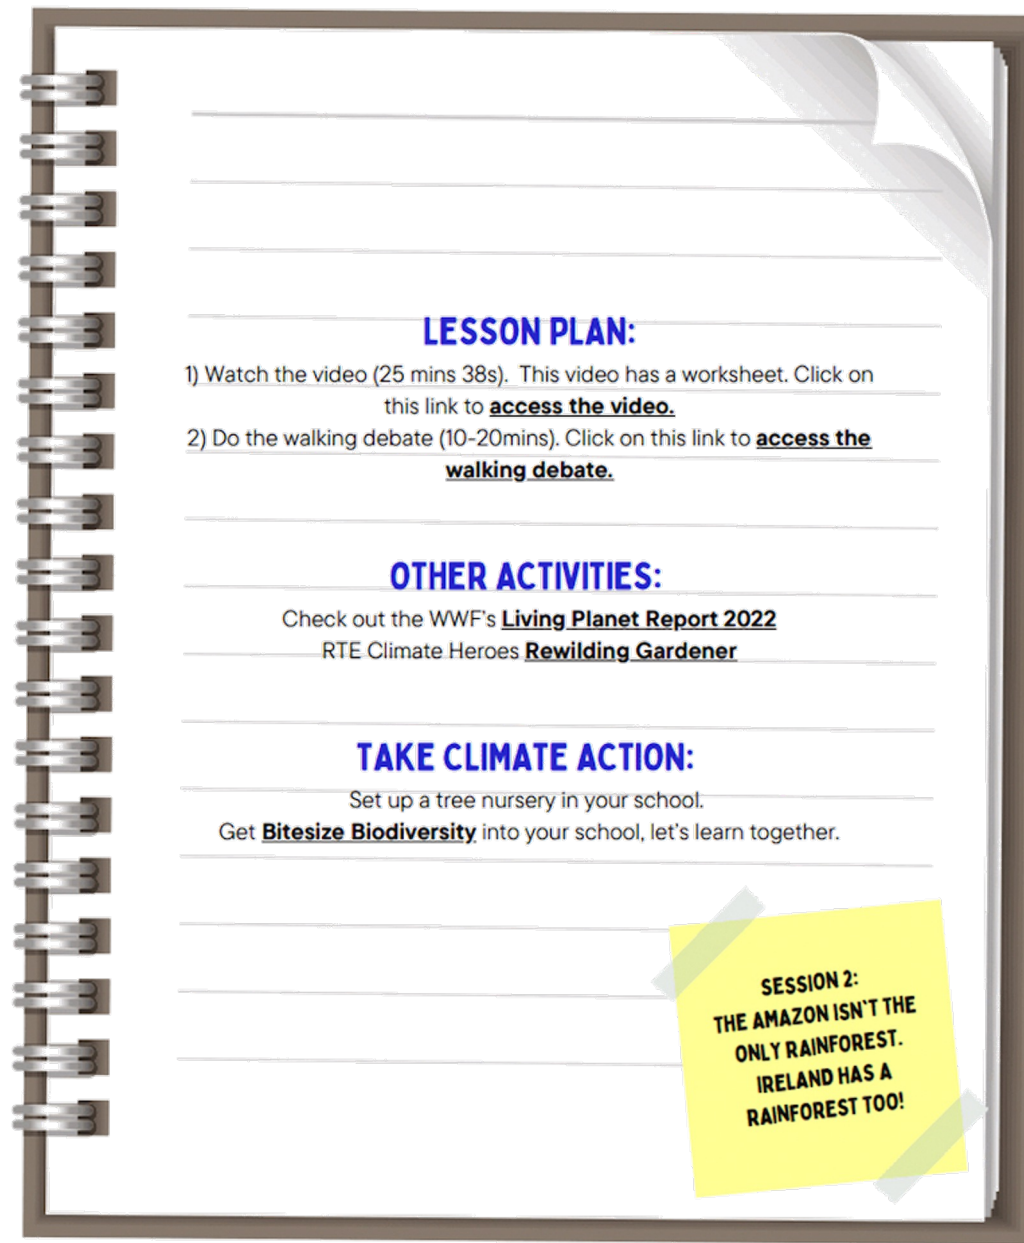 LESSON PLAN:
1) Watch the video (25 mins 38s).  This video has a worksheet. Click on
this link to access the video.
2) Do the walking debate (10-20mins). Click on this link to access the
walking debate.
OTHER ACTIVITIES:
Check out the WWF's Living Planet Report 2022
RTE Climate Heroes Rewilding Gardener
TAKE CLIMATE ACTION:
Set up a tree nursery in your school.
Get Bitesize Biodiversity into your school, let's learn together.
SESSION 2:
THE AMAZON ISN'T THE
ONLY RAINFOREST.
IRELAND HAS A
RAINFOREST TOO!